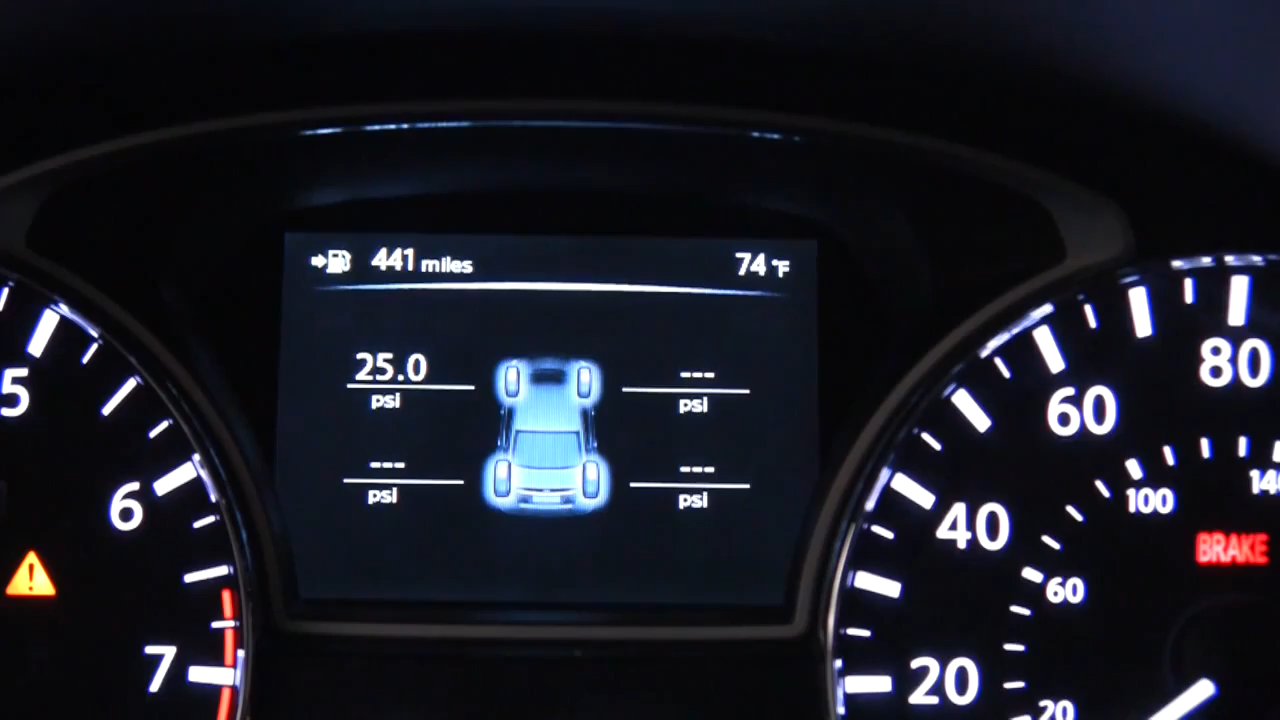 441 miles
74 °F
25.0
psi
---
psi
---
psi
---
psi
5
6
7
80
60
40
20
140
100
60
20
BRAKE